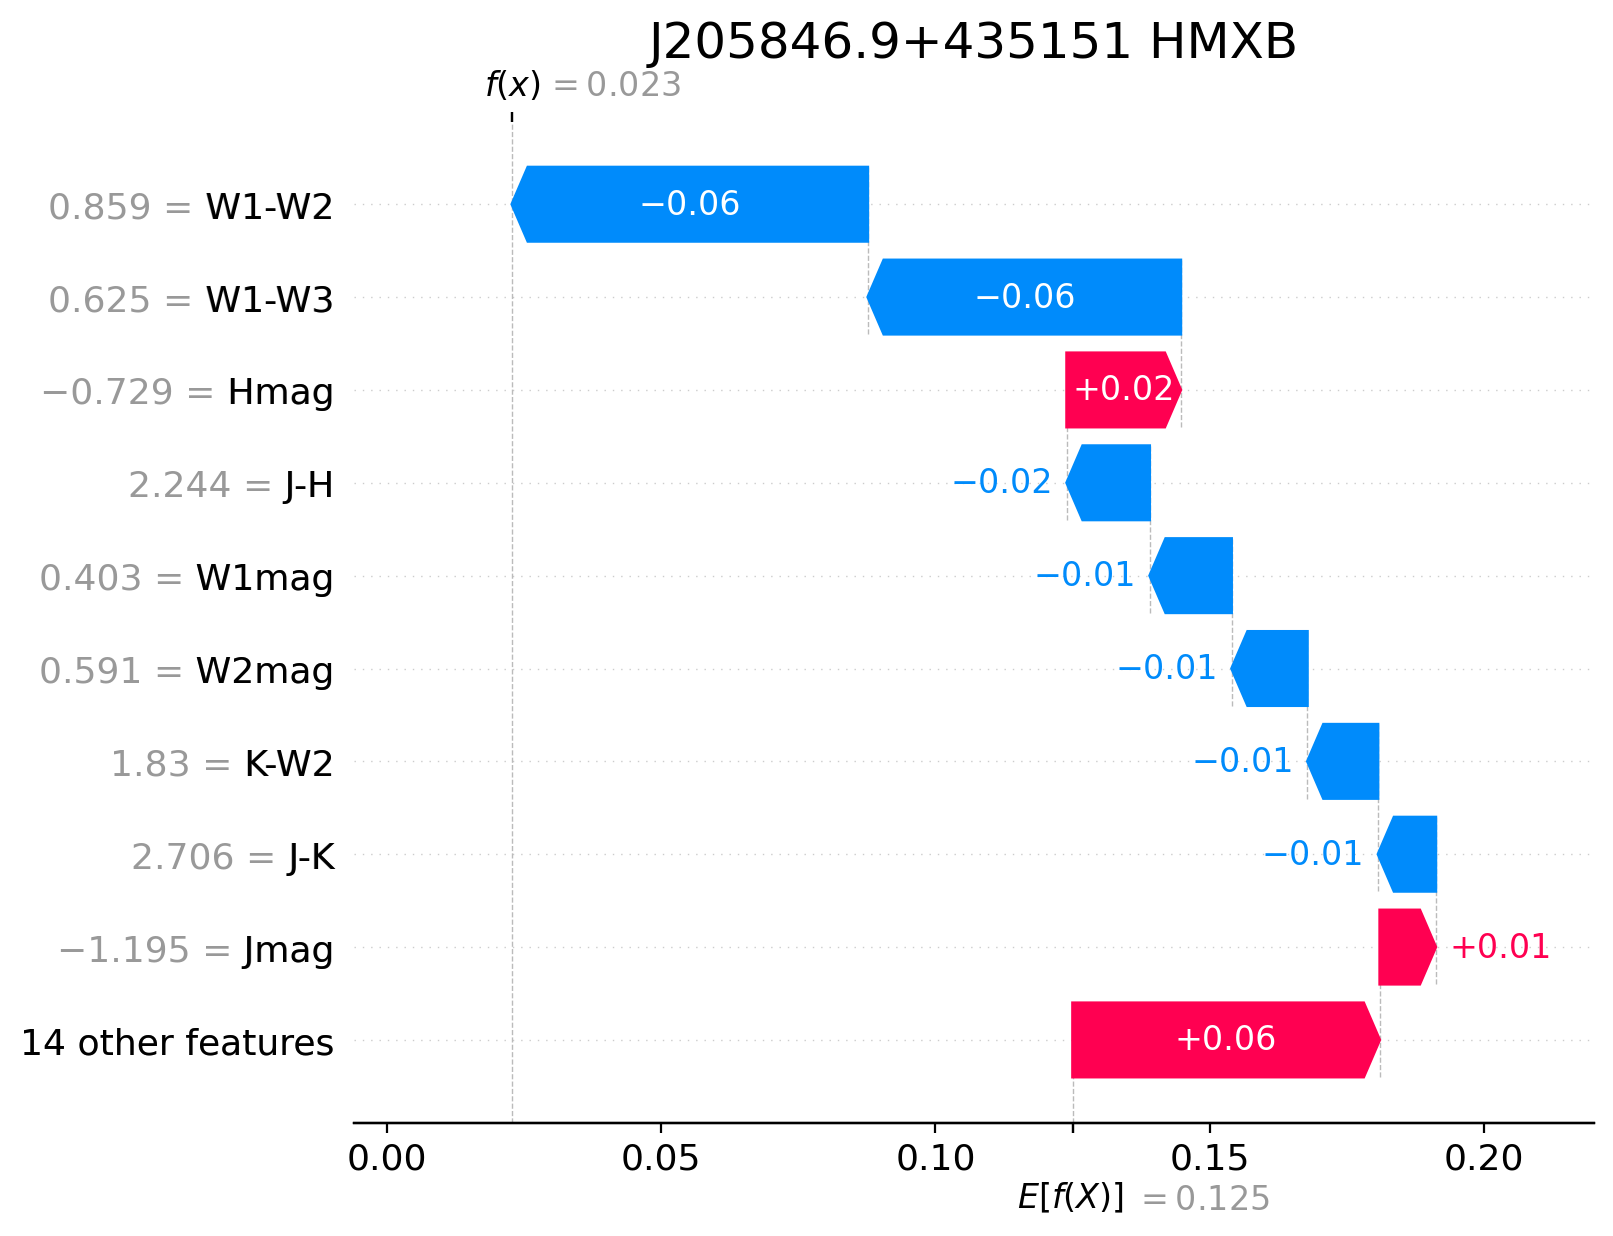 J205846.9+435151 HMXB
f(x) = 0.023
0.859 = W1-W2
−0.06
0.625 = W1-W3
−0.06
−0.729 = Hmag
+0.02
2.244 = J-H
−0.02
0.403 = W1mag
−0.01
0.591 = W2mag
−0.01
1.83 = K-W2
−0.01
2.706 = J-K
−0.01
−1.195 = Jmag
+0.01
14 other features
+0.06
0.00 0.05 0.10 0.15 0.20
E[f(X)] = 0.125